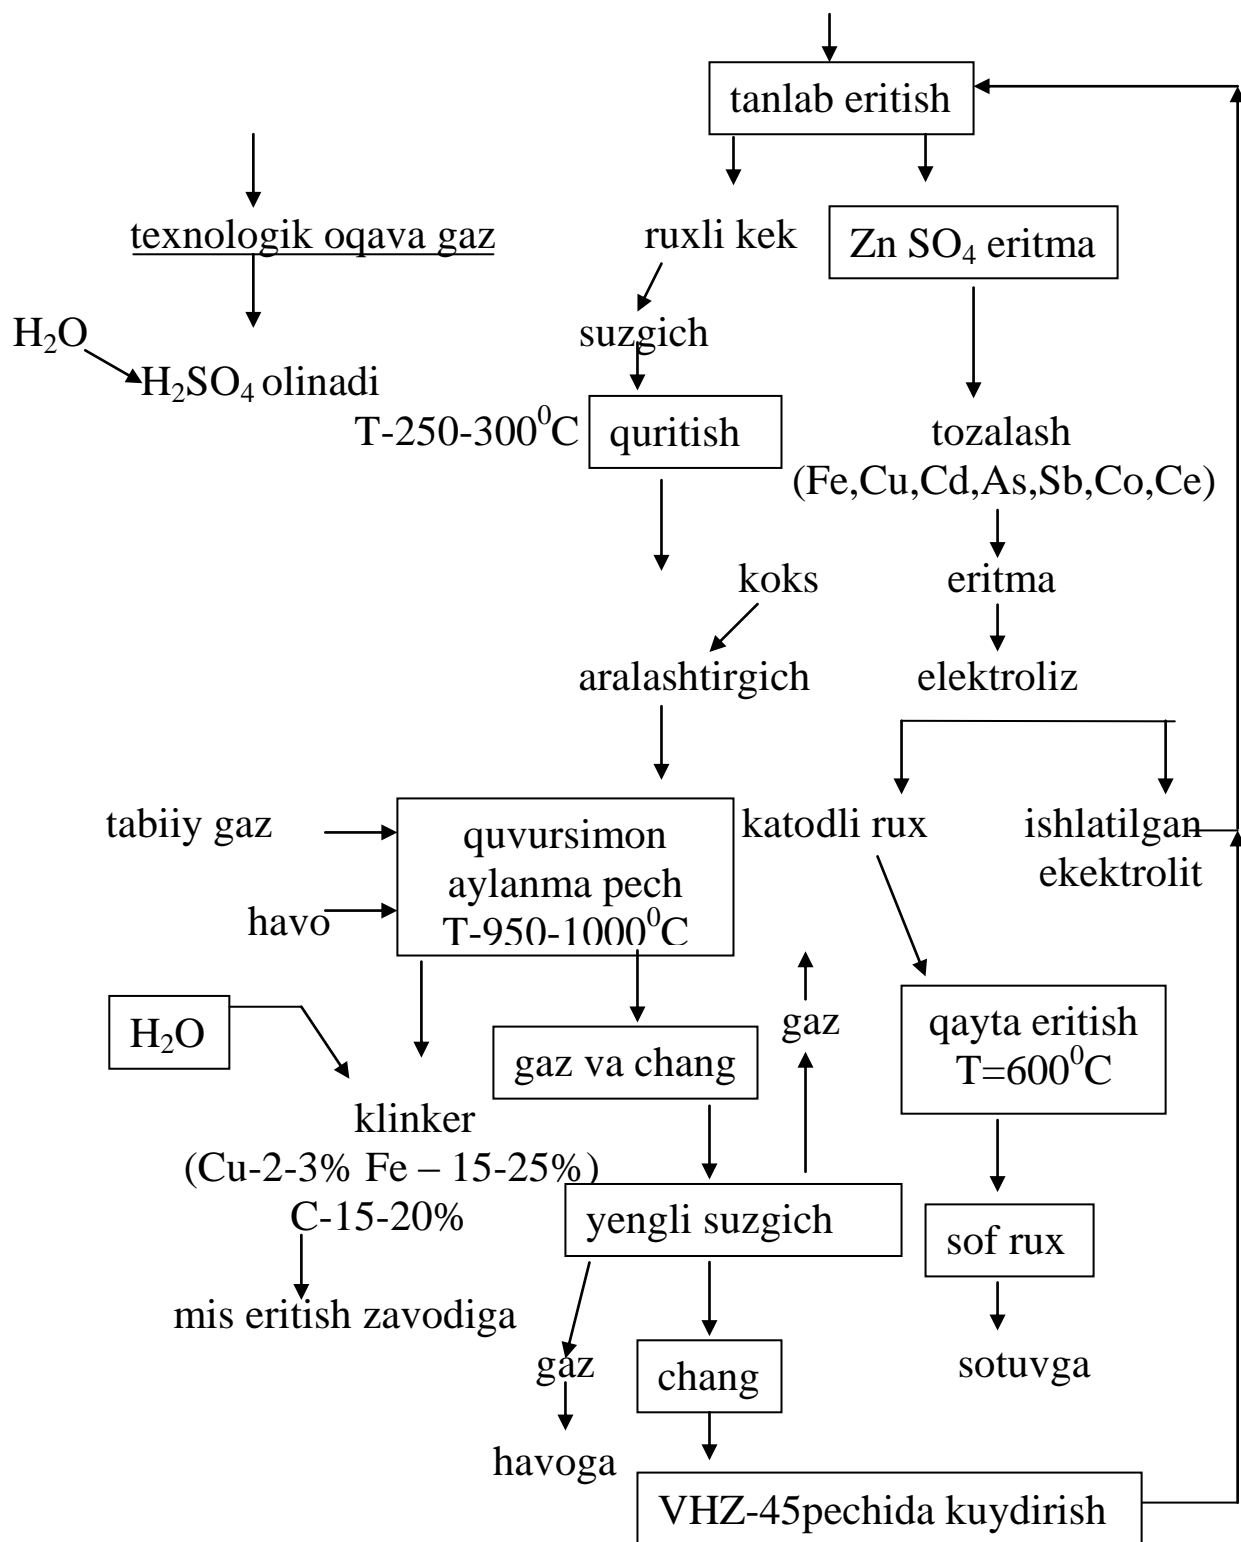 tanlab eritish
texnologik oqava gaz
ruxli kek
Zn SO₄ eritma
H₂O
suzgich
H₂SO₄ olinadi
T-250-300⁰C
quritish
tozalash
(Fe,Cu,Cd,As,Sb,Co,Ce)
koks
eritma
aralashtirgich
elektroliz
tabiiy gaz
quvursimon
aylanma pech
T-950-1000⁰C
katodli rux
ishlatilgan
ekektrolit
havo
H₂O
gaz va chang
gaz
qayta eritish
T=600⁰C
klinker
(Cu-2-3% Fe – 15-25%)
C-15-20%
yengli suzgich
sof rux
mis eritish zavodiga
gaz
chang
sotuvga
havoga
VHZ-45pechida kuydirish